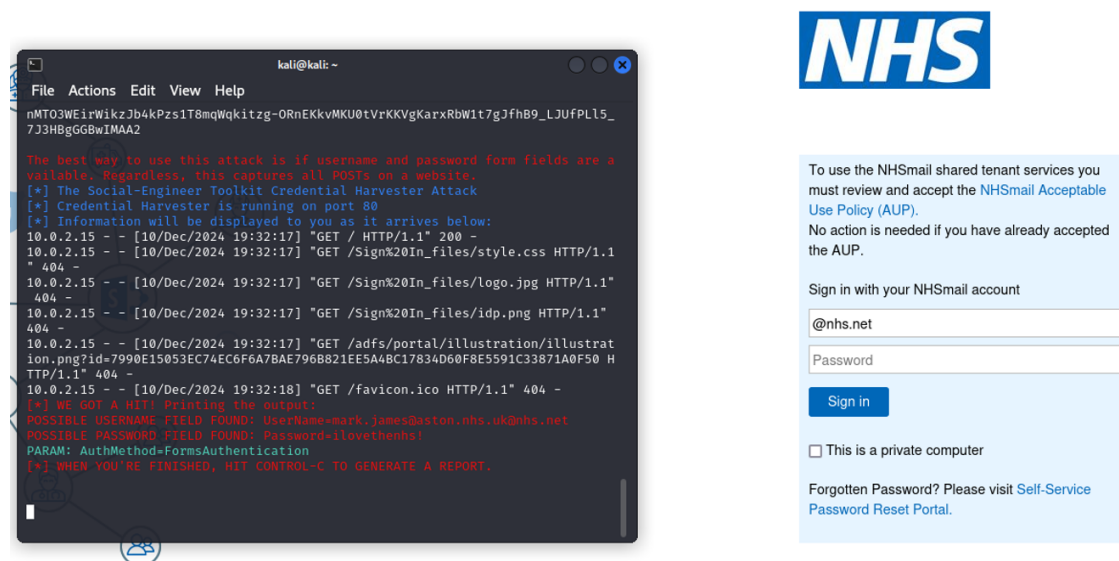 kali@kali: ~
File Actions Edit View Help
nMTO3WEirWikzJb4kPzs1T8mqWqkitzg-ORnEKkvMKU0tVrKKVgKarxRbW1t7gJfhB9_LJUfPLl5_
7J3HBgGGBwIMAA2
The best way to use this attack is if username and password form fields are a
vailable. Regardless, this captures all POSTs on a website.
[*] The Social-Engineer Toolkit Credential Harvester Attack
[*] Credential Harvester is running on port 80
[*] Information will be displayed to you as it arrives below:
10.0.2.15 - - [10/Dec/2024 19:32:17] "GET / HTTP/1.1" 200 -
10.0.2.15 - - [10/Dec/2024 19:32:17] "GET /Sign%20In_files/style.css HTTP/1.1
" 404 -
10.0.2.15 - - [10/Dec/2024 19:32:17] "GET /Sign%20In_files/logo.jpg HTTP/1.1"
404 -
10.0.2.15 - - [10/Dec/2024 19:32:17] "GET /Sign%20In_files/idp.png HTTP/1.1"
404 -
10.0.2.15 - - [10/Dec/2024 19:32:17] "GET /adfs/portal/illustration/illustrat
ion.png?id=7990E15053EC74EC6F6A7BAE796B821EE5A4BC17834D60F8E5591C33871A0F50 H
TTP/1.1" 404 -
10.0.2.15 - - [10/Dec/2024 19:32:18] "GET /favicon.ico HTTP/1.1" 404 -
[*] WE GOT A HIT! Printing the output:
POSSIBLE USERNAME FIELD FOUND: UserName=mark.james@aston.nhs.uk@nhs.net
POSSIBLE PASSWORD FIELD FOUND: Password=ilovethenhs!
PARAM: AuthMethod=FormsAuthentication
[*] WHEN YOU'RE FINISHED, HIT CONTROL-C TO GENERATE A REPORT.
NHS
To use the NHSmail shared tenant services you
must review and accept the NHSmail Acceptable
Use Policy (AUP).
No action is needed if you have already accepted
the AUP.
Sign in with your NHSmail account
@nhs.net
Password
Sign in
This is a private computer
Forgotten Password? Please visit Self-Service
Password Reset Portal.